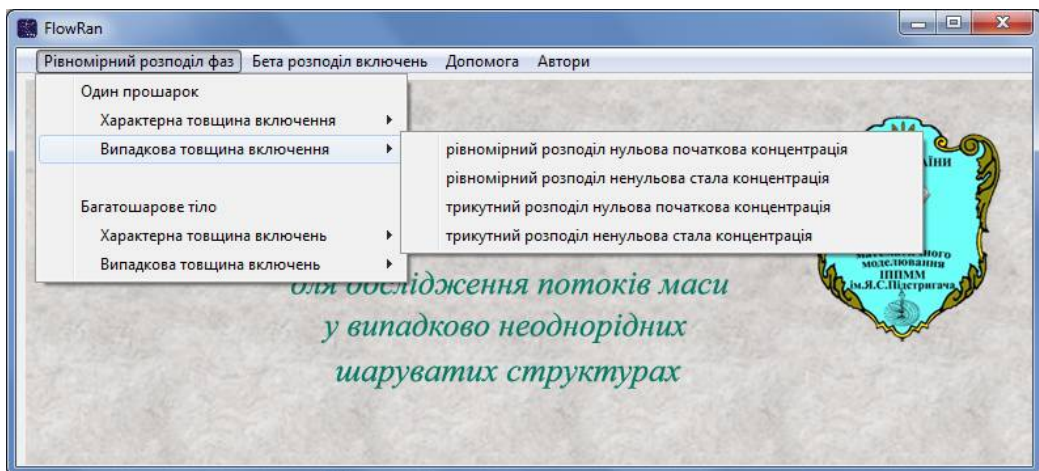 FlowRan
Рівномірний розподіл фаз Бета розподіл включень Допомога Автори
Один прошарок
Характерна товщина включення
Випадкова товщина включення
рівномірний розподіл нульова початкова концентрація
рівномірний розподіл ненульова стала концентрація
Багатошарове тіло
трикутний розподіл нульова початкова концентрація
Характерна товщина включень
трикутний розподіл ненульова стала концентрація
Випадкова товщина включень
моделювання
ІППММ
ім.Я.С.Підстригача
для дослідження потоків маси
у випадково неоднорідних
шаруватих структурах